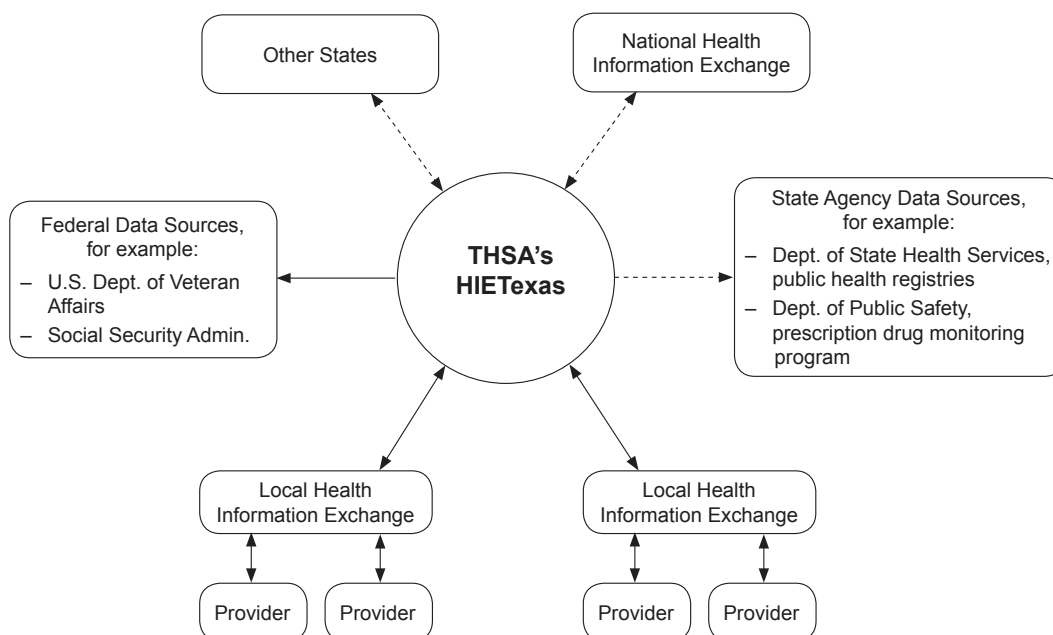 Other States
National Health
Information Exchange
Federal Data Sources,
for example:
– U.S. Dept. of Veteran
Affairs
– Social Security Admin.
THSA’s
HIETexas
State Agency Data Sources,
for example:
– Dept. of State Health Services,
public health registries
– Dept. of Public Safety,
prescription drug monitoring
program
Local Health
Information Exchange
Local Health
Information Exchange
Provider
Provider
Provider
Provider